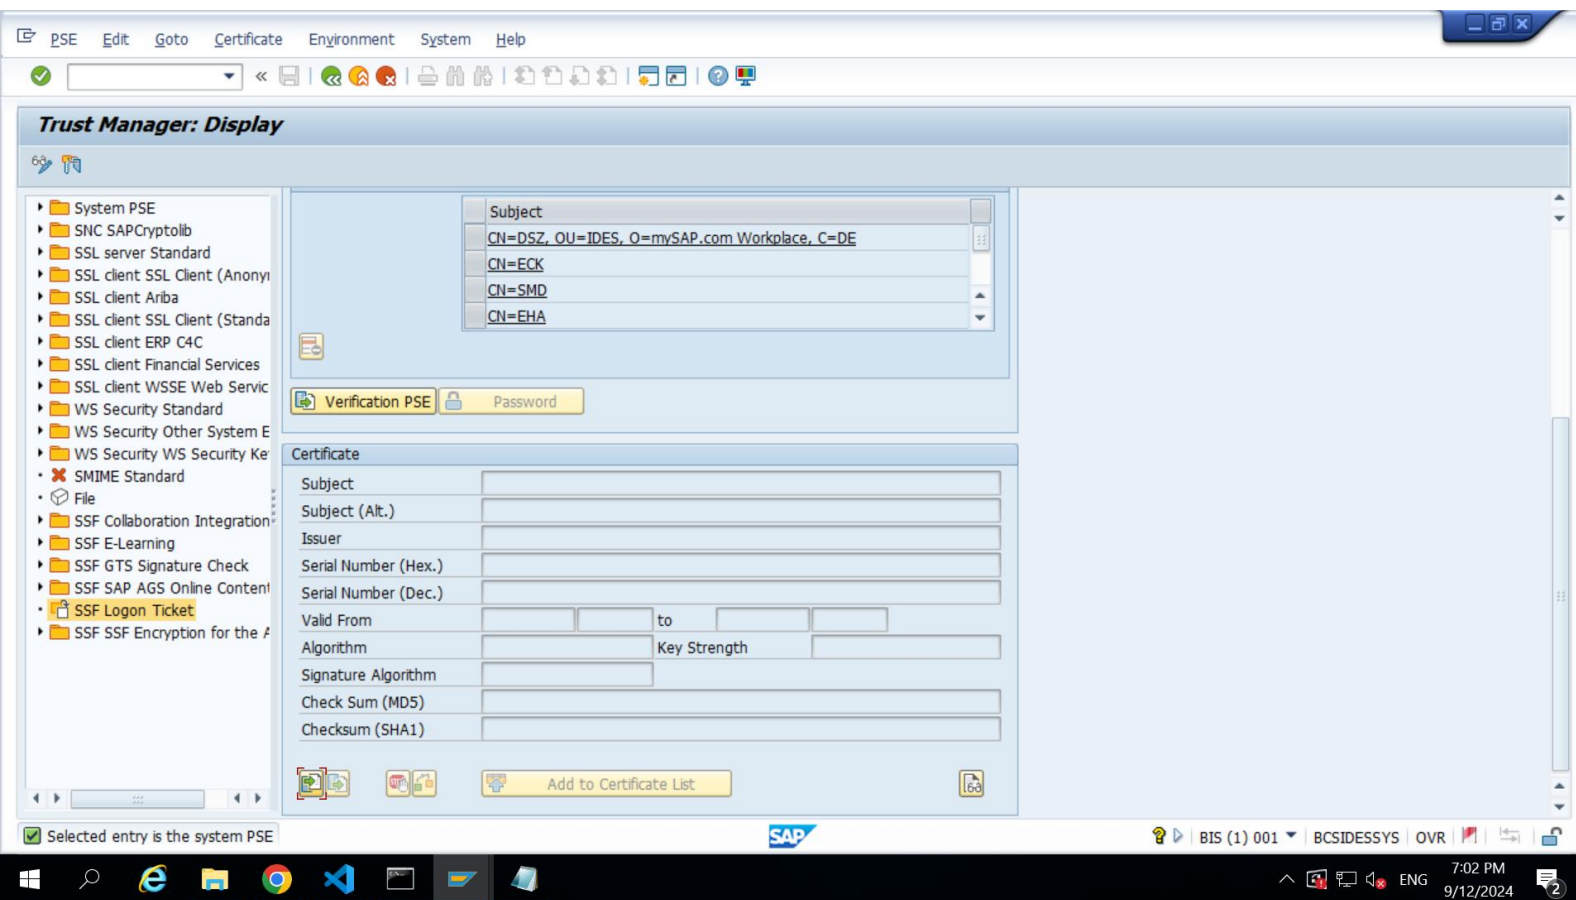 PSE Edit Goto Certificate Environment System Help
Trust Manager: Display
System PSE
SNC SAPCryptolib
SSL server Standard
SSL client SSL Client (Anony
SSL client Ariba
SSL client SSL Client (Standa
SSL client ERP C4C
SSL client Financial Services
SSL client WSSE Web Servic
WS Security Standard
WS Security Other System E
WS Security WS Security Ke
SMIME Standard
File
SSF Collaboration Integration
SSF E-Learning
SSF GTS Signature Check
SSF SAP AGS Online Content
SSF Logon Ticket
SSF SSF Encryption for the A
Subject
CN=DSZ, OU=IDES, O=mySAP.com Workplace, C=DE
CN=ECK
CN=SMD
CN=EHA
Verification PSE Password
Certificate
Subject
Subject (Alt.)
Issuer
Serial Number (Hex.)
Serial Number (Dec.)
Valid From to
Algorithm Key Strength
Signature Algorithm
Check Sum (MD5)
Checksum (SHA1)
Add to Certificate List
Selected entry is the system PSE SAP BIS (1) 001 BCSIDESSYS OVR
ENG 7:02 PM
9/12/2024 2